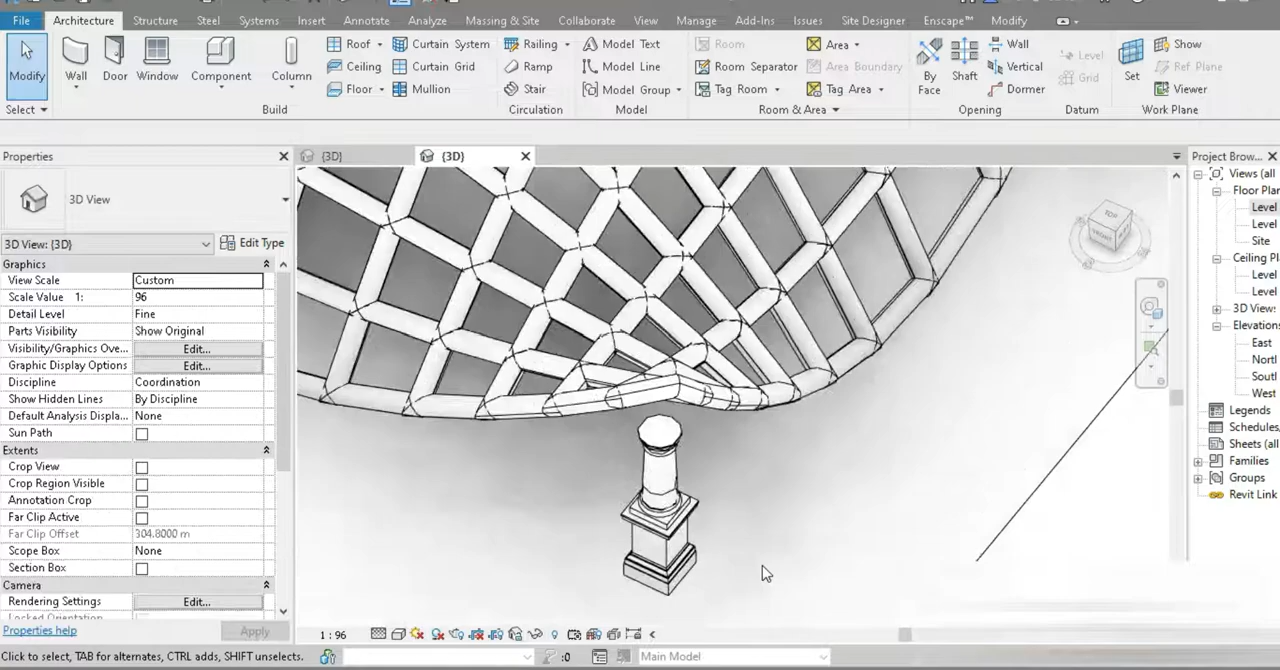 File Architecture Structure Steel Systems Insert Annotate Analyze Massing & Site Collaborate View Manage Add-Ins Issues Site Designer Enscape™ Modify
Modify
Wall
Door
Window
Component
Column
Roof
Ceiling
Floor
Curtain System
Curtain Grid
Mullion
Railing
Ramp
Stair
Model Text
Model Line
Model Group
Room
Room Separator
Tag Room
Area
Area Boundary
Tag Area
By
Face
Shaft
Wall
Vertical
Dormer
Level
Grid
Set
Show
Ref Plane
Viewer
Select
Build
Circulation
Model
Room & Area
Opening
Datum
Work Plane
Properties
{3D}
{3D}
Project Brow...
3D View
3D View: {3D}
Edit Type
Graphics
View Scale Custom
Scale Value 1: 96
Detail Level Fine
Parts Visibility Show Original
Visibility/Graphics Ove... Edit...
Graphic Display Options Edit...
Discipline Coordination
Show Hidden Lines By Discipline
Default Analysis Displa... None
Sun Path
Extents
Crop View
Crop Region Visible
Annotation Crop
Far Clip Active
Far Clip Offset 304.8000 m
Scope Box None
Section Box
Camera
Rendering Settings Edit...
Locked Orientation
Properties help
Apply
TOP
FRONT
Views (all
Floor Plan
Level
Level
Site
Ceiling Pl
Level
Level
3D View:
Elevation:
East
Nortl
Soutl
West
Legends
Schedules,
Sheets (all
Families
Groups
Revit Link
1 : 96
Click to select, TAB for alternates, CTRL adds, SHIFT unselects.
:0
Main Model